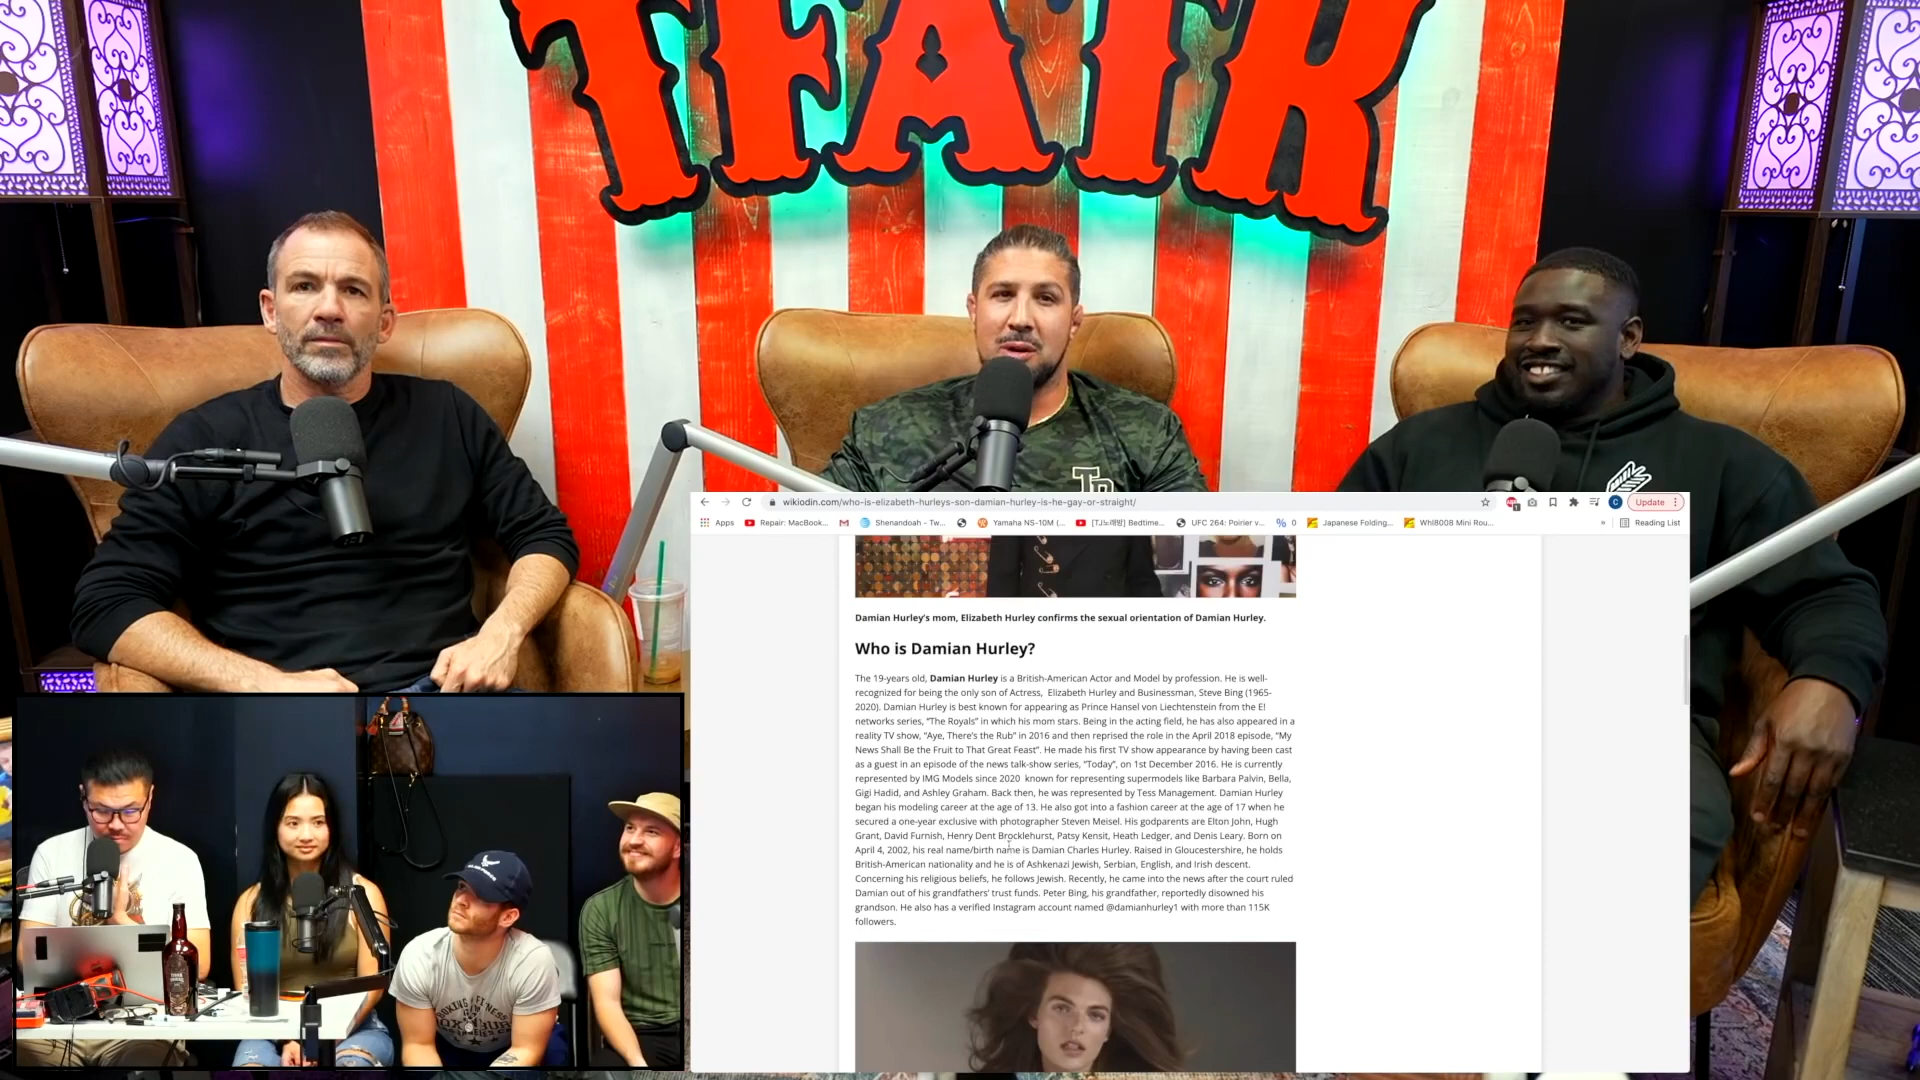 TFATK
wikiodin.com/who-is-elizabeth-hurleys-son-damian-hurley-is-he-gay-or-straight/
Update
Apps
Repair: MacBook...
Shenandoah - Tw...
Yamaha NS-10M (...
[TJ노래방] Bedtime...
UFC 264: Poirier v...
0
Japanese Folding...
Whl8008 Mini Rou...
»
Reading List
Damian Hurley's mom, Elizabeth Hurley confirms the sexual orientation of Damian Hurley.
Who is Damian Hurley?
The 19-years old, Damian Hurley is a British-American Actor and Model by profession. He is well-
recognized for being the only son of Actress, Elizabeth Hurley and Businessman, Steve Bing (1965-
2020). Damian Hurley is best known for appearing as Prince Hansel von Liechtenstein from the E!
networks series, "The Royals" in which his mom stars. Being in the acting field, he has also appeared in a
reality TV show, "Aye, There's the Rub" in 2016 and then reprised the role in the April 2018 episode, "My
News Shall Be the Fruit to That Great Feast". He made his first TV show appearance by having been cast
as a guest in an episode of the news talk-show series, "Today", on 1st December 2016. He is currently
represented by IMG Models since 2020 known for representing supermodels like Barbara Palvin, Bella,
Gigi Hadid, and Ashley Graham. Back then, he was represented by Tess Management. Damian Hurley
began his modeling career at the age of 13. He also got into a fashion career at the age of 17 when he
secured a one-year exclusive with photographer Steven Meisel. His godparents are Elton John, Hugh
Grant, David Furnish, Henry Dent Brocklehurst, Patsy Kensit, Heath Ledger, and Denis Leary. Born on
April 4, 2002, his real name/birth name is Damian Charles Hurley. Raised in Gloucestershire, he holds
British-American nationality and he is of Ashkenazi Jewish, Serbian, English, and Irish descent.
Concerning his religious beliefs, he follows Jewish. Recently, he came into the news after the court ruled
Damian out of his grandfathers' trust funds. Peter Bing, his grandfather, reportedly disowned his
grandson. He also has a verified Instagram account named @damianhurley1 with more than 115K
followers.